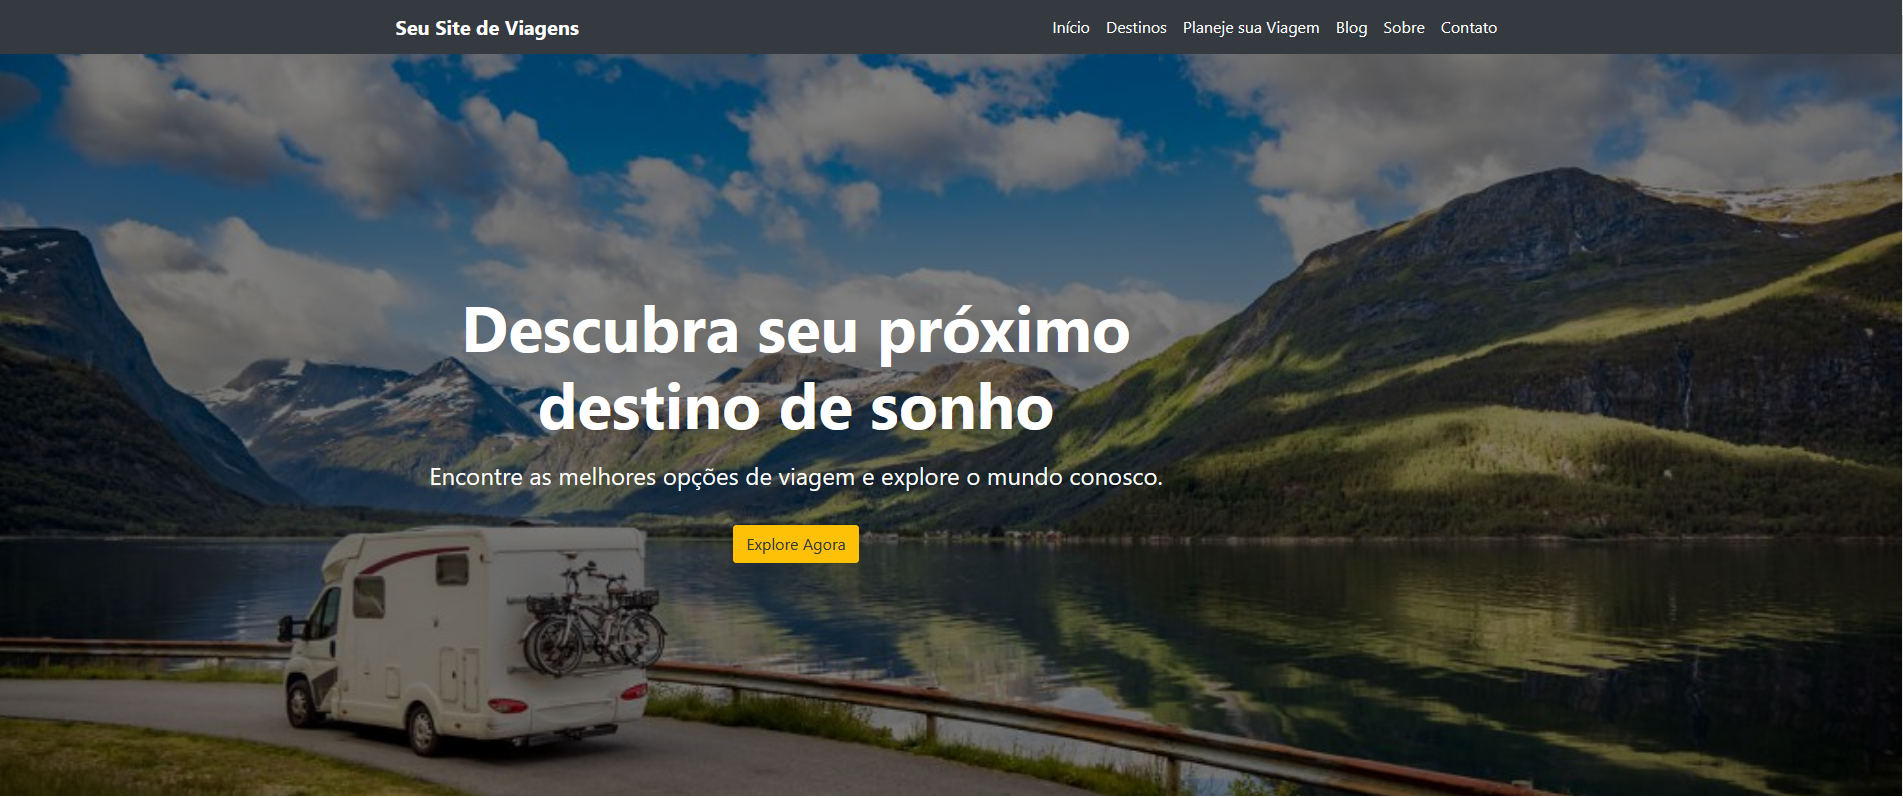 Seu Site de Viagens
Início Destinos Planeje sua Viagem Blog Sobre Contato
Descubra seu próximo
destino de sonho
Encontre as melhores opções de viagem e explore o mundo conosco.
Explore Agora